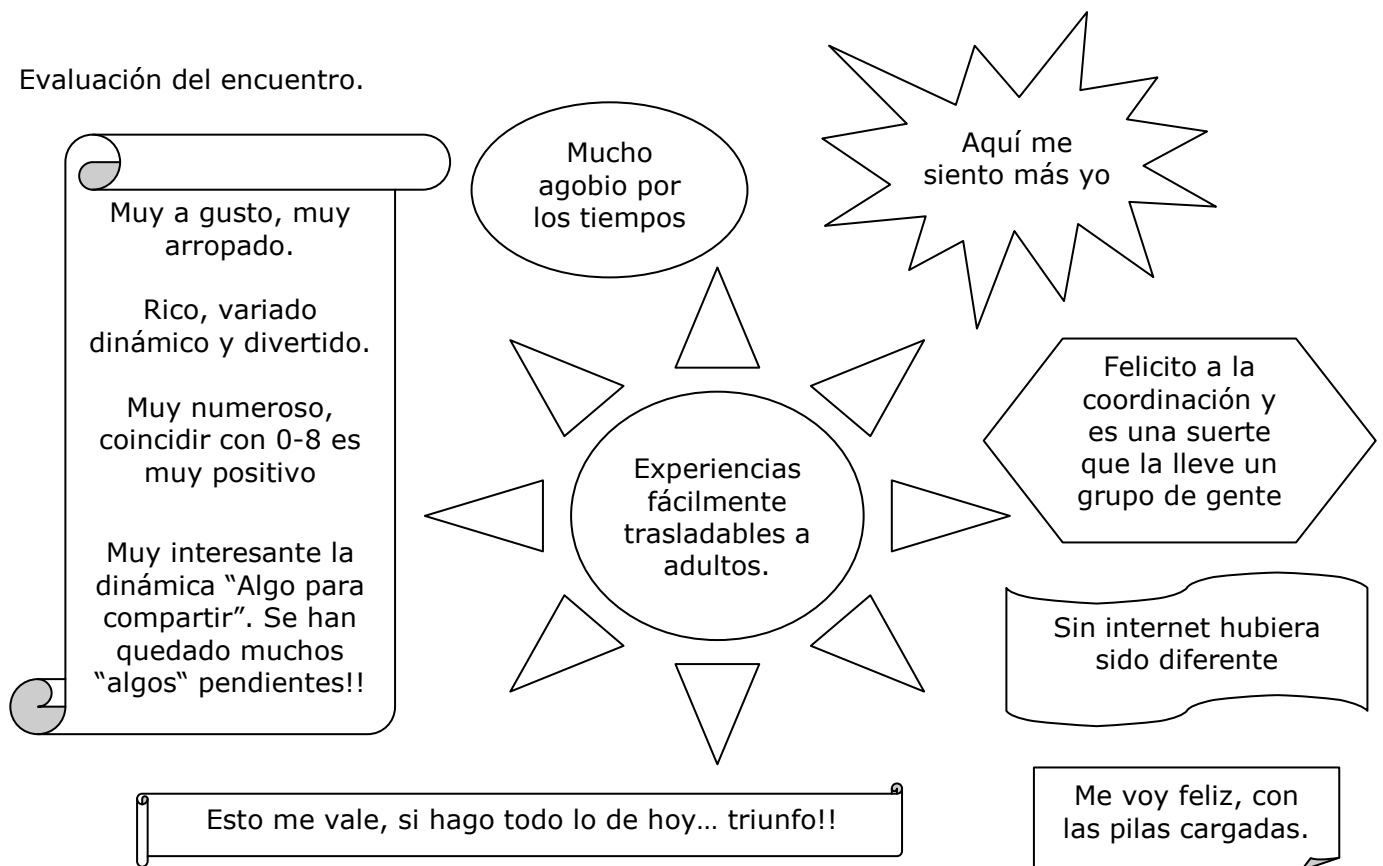 Evaluación del encuentro.
Muy a gusto, muy
arropado.
Rico, variado
dinámico y divertido.
Muy numeroso,
coincidir con 0-8 es
muy positivo
Muy interesante la
dinámica “Algo para
compartir”. Se han
quedado muchos
“algos“ pendientes!!
Mucho
agobio por
los tiempos
Aquí me
siento más yo
Experiencias
fácilmente
trasladables a
adultos.
Felicito a la
coordinación y
es una suerte
que la lleve un
grupo de gente
Sin internet hubiera
sido diferente
Esto me vale, si hago todo lo de hoy… triunfo!!
Me voy feliz, con
las pilas cargadas.